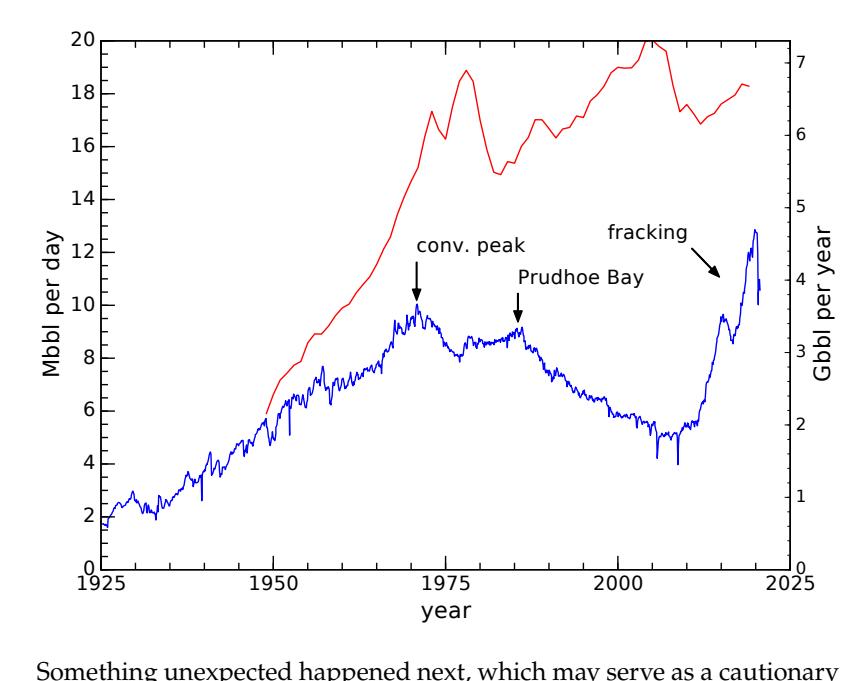 20
18
16
14
12
10
8
6
4
2
0
Mbbl per day
7
6
5
4
3
2
1
0
Gbbl per year
conv. peak
Prudhoe Bay
fracking
1925 1950 1975 2000 2025
year
Something unexpected happened next, which may serve as a cautionary